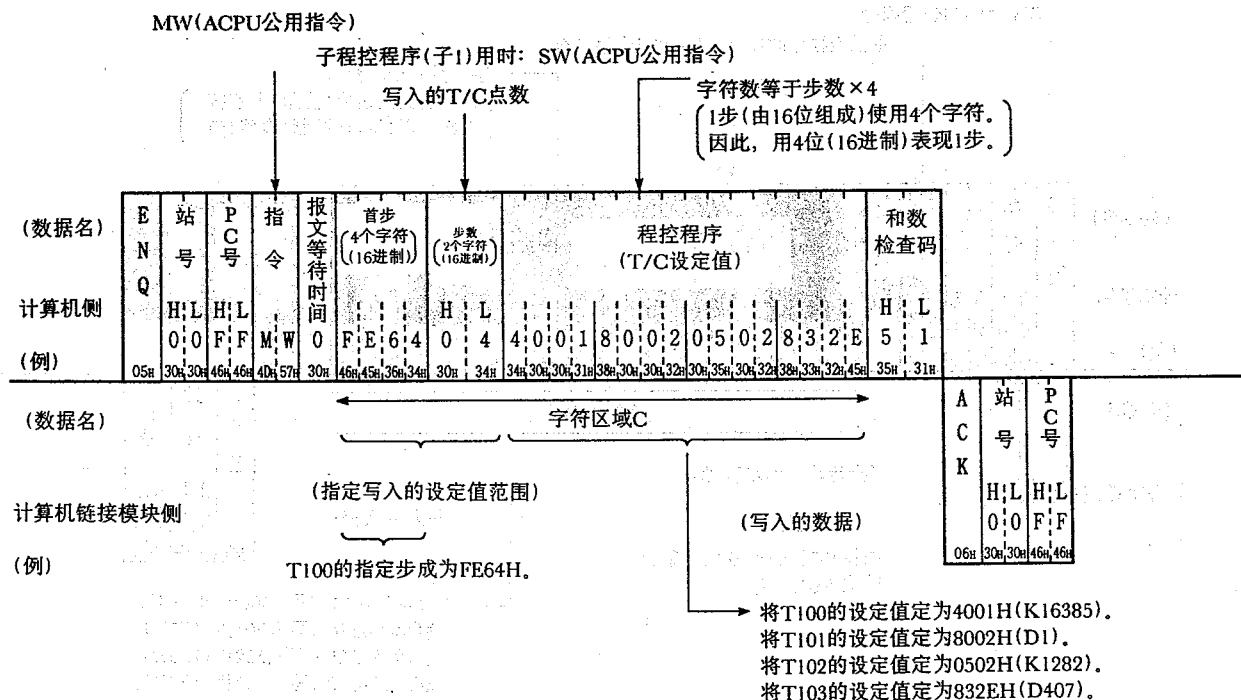 MW(ACPU公用指令)
子程控程序(子1)用时: SW(ACPU公用指令)
写入的T/C点数
字符数等于步数×4
(1步(由16位组成)使用4个字符。
因此, 用4位(16进制)表现1步。)
(数据名)
E N Q
站号
PC号
指令
报文等待时间
首步
(4个字符)
((16进制))
步数
(2个字符)
((16进制))
程控程序
(T/C设定值)
和数
检查码
计算机侧
H L H L H L H L
(例)
0 0 F F M W 0 F E 6 4 0 4 4 0 0 1 8 0 0 2 0 5 0 2 8 3 2 E 5 1
05H 30H 30H 46H 46H 4DH 57H 30H 46H 45H 36H 34H 30H 34H 34H 30H 30H 31H 38H 30H 30H 32H 30H 35H 30H 32H 38H 33H 32H 45H 35H 31H
(数据名)
字符区域C
A C K
站号
PC号
(指定写入的设定值范围)
(写入的数据)
计算机链接模块侧
H L H L
0 0 F F
06H 30H 30H 46H 46H
(例)
T100的指定步成为FE64H。
将T100的设定值定为4001H(K16385)。
将T101的设定值定为8002H(D1)。
将T102的设定值定为0502H(K1282)。
将T103的设定值定为832EH(D407)。